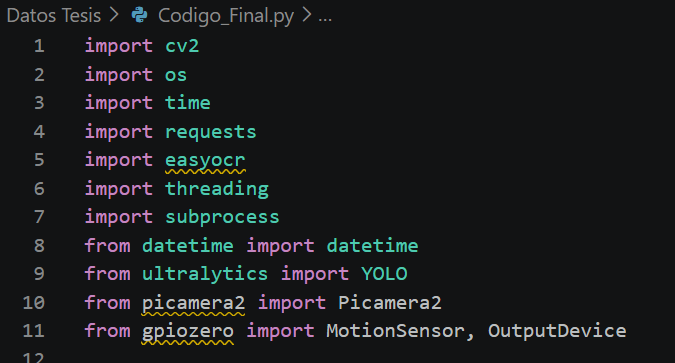 Datos Tesis > Codigo_Final.py > ...
1 import cv2
2 import os
3 import time
4 import requests
5 import easyocr
6 import threading
7 import subprocess
8 from datetime import datetime
9 from ultralytics import YOLO
10 from picamera2 import Picamera2
11 from gpiozero import MotionSensor, OutputDevice
12